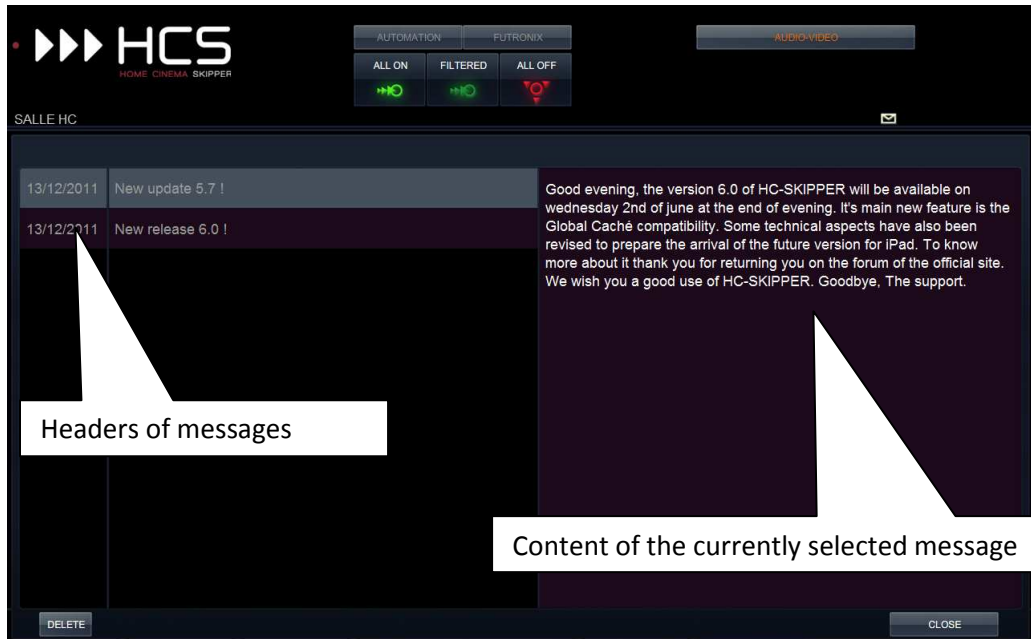 HCS
HOME CINEMA SKIPPER
AUTOMATION FUTRONIX
AUDIO-VIDEO
ALL ON FILTERED ALL OFF
SALLE HC
13/12/2011 New update 5.7 !
13/12/2011 New release 6.0 !
Good evening, the version 6.0 of HC-SKIPPER will be available on
wednesday 2nd of june at the end of evening. It's main new feature is the
Global Caché compatibility. Some technical aspects have also been
revised to prepare the arrival of the future version for iPad. To know
more about it thank you for returning you on the forum of the official site.
We wish you a good use of HC-SKIPPER. Goodbye, The support.
Headers of messages
Content of the currently selected message
DELETE
CLOSE